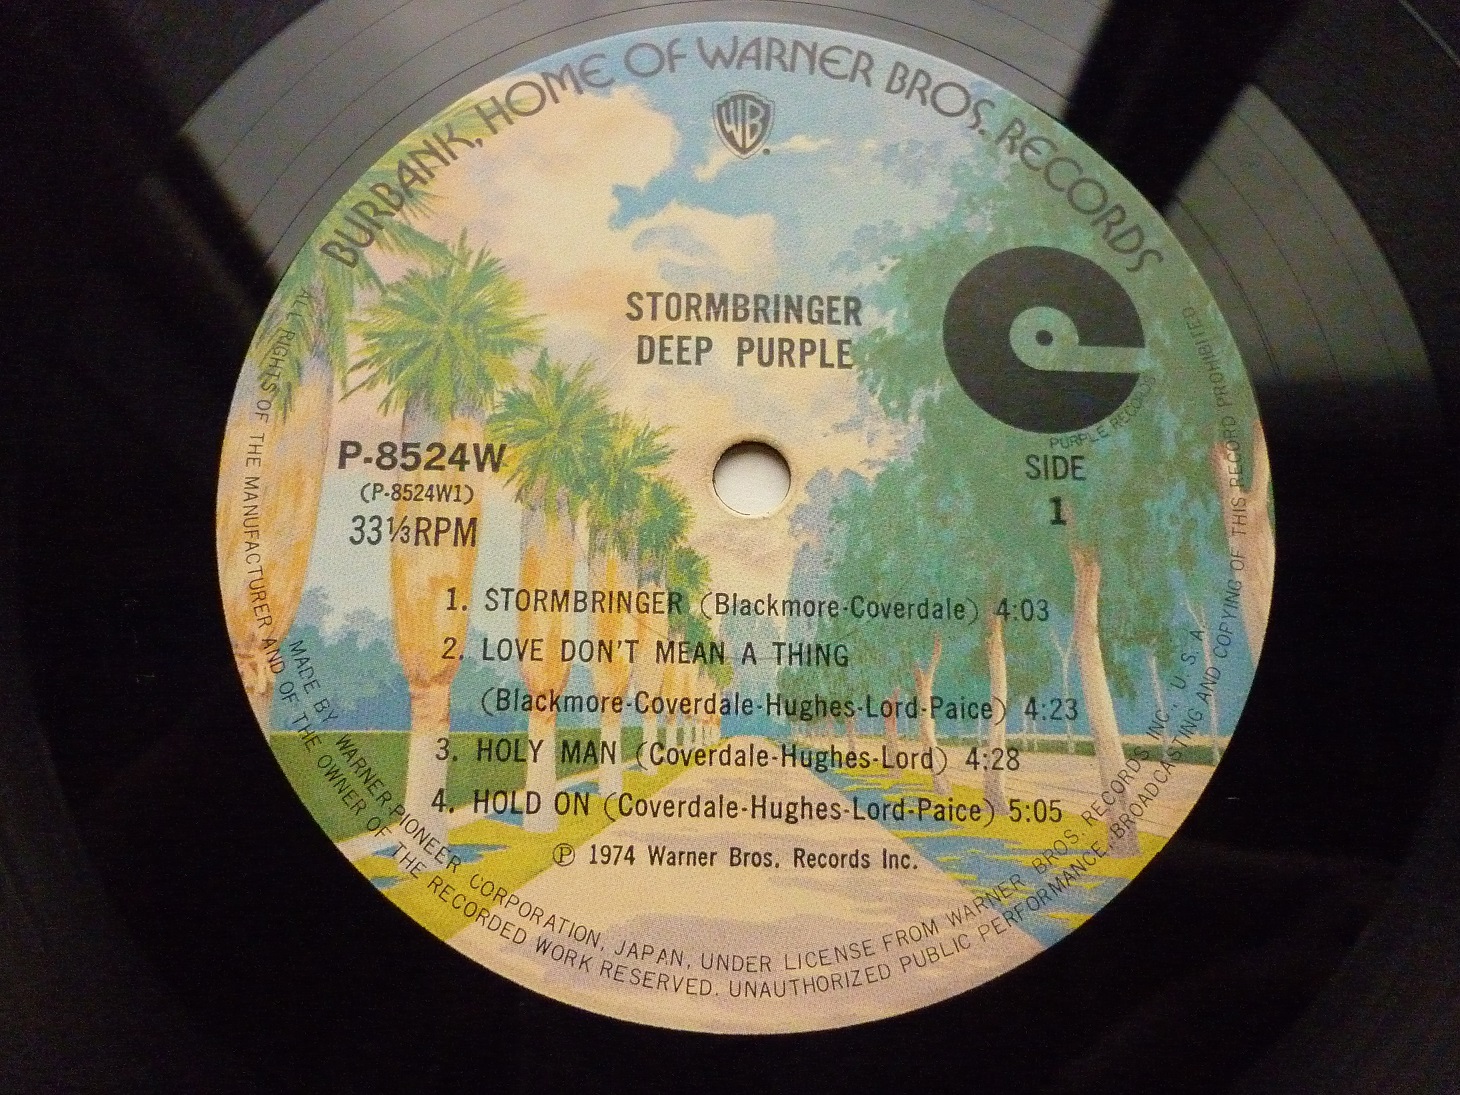 BURBANK, HOME OF WARNER BROS. RECORDS
WB
STORMBRINGER
DEEP PURPLE
PURPLE RECORDS
P-8524W
(P-8524W1)
33⅓RPM
SIDE
1
1. STORMBRINGER (Blackmore-Coverdale) 4:03
2. LOVE DON'T MEAN A THING
(Blackmore-Coverdale-Hughes-Lord-Paice) 4:23
3. HOLY MAN (Coverdale-Hughes-Lord) 4:28
4. HOLD ON (Coverdale-Hughes-Lord-Paice) 5:05
Ⓟ 1974 Warner Bros. Records Inc.
MADE BY WARNER-PIONEER CORPORATION, JAPAN, UNDER LICENSE FROM WARNER BROS. RECORDS INC., U. S. A.
ALL RIGHTS OF THE MANUFACTURER AND OF THE OWNER OF THE RECORDED WORK RESERVED. UNAUTHORIZED PUBLIC PERFORMANCE, BROADCASTING AND COPYING OF THIS RECORD PROHIBITED